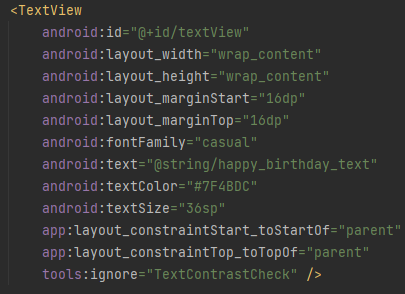 <TextView
android:id="@+id/textView"
android:layout_width="wrap_content"
android:layout_height="wrap_content"
android:layout_marginStart="16dp"
android:layout_marginTop="16dp"
android:fontFamily="casual"
android:text="@string/happy_birthday_text"
android:textColor="#7F4BDC"
android:textSize="36sp"
app:layout_constraintStart_toStartOf="parent"
app:layout_constraintTop_toTopOf="parent"
tools:ignore="TextContrastCheck" />